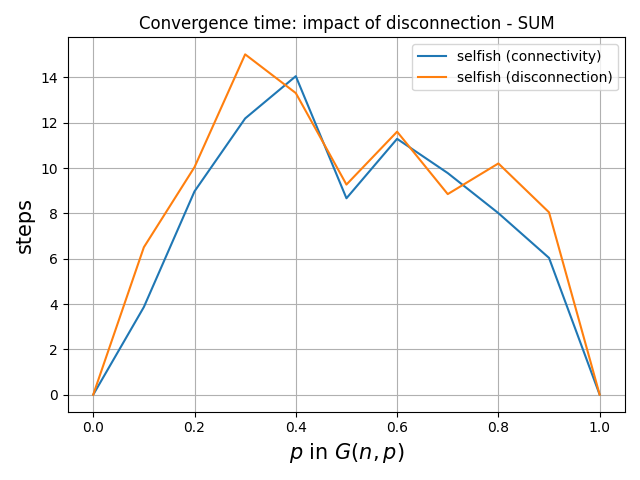 Convergence time: impact of disconnection - SUM
selfish (connectivity)
selfish (disconnection)
steps
14
12
10
8
6
4
2
0
0.0 0.2 0.4 0.6 0.8 1.0
p in G(n, p)